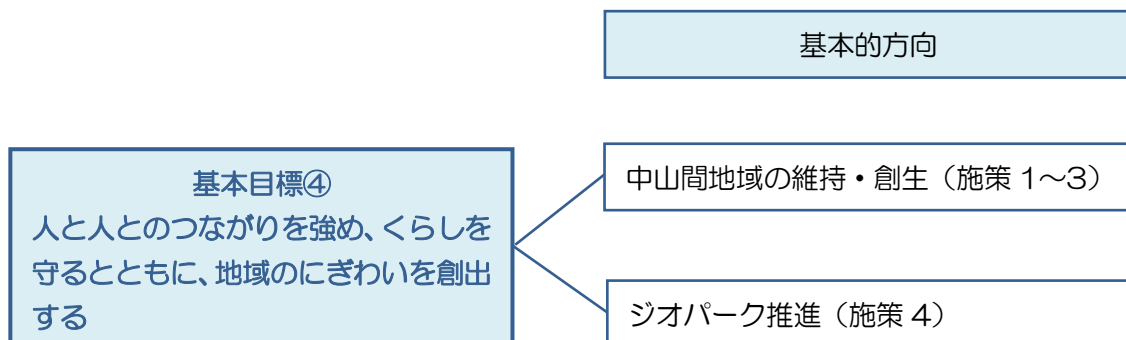 基本的方向
基本目標④
人と人とのつながりを強め、くらしを
守るとともに、地域のにぎわいを創出
する
中山間地域の維持・創生（施策 1～3）
ジオパーク推進（施策 4）